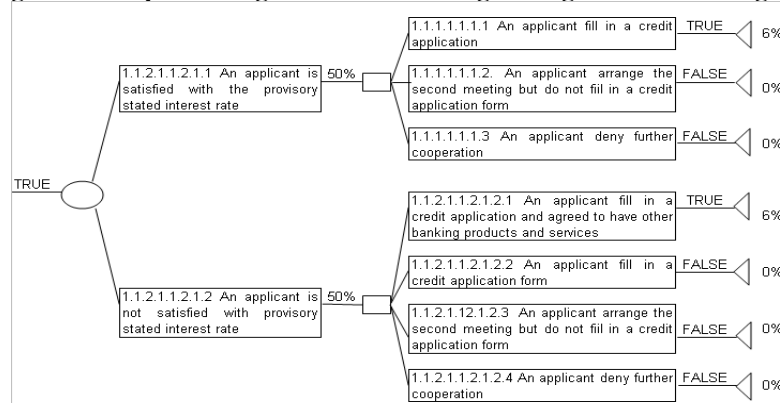 1.1.1.1.1.1.1 An applicant fill in a credit
application
TRUE
6%
1.1.2.1.1.2.1.1 An applicant is
satisfied with the provisory
stated interest rate
50%
1.1.1.1.1.1.2. An applicant arrange the
second meeting but do not fiil in a credit
application form
FALSE
0%
1.1.1.1.1.1.3 An applicant deny further
cooperation
FALSE
0%
TRUE
1.1.2.1.1.2.1.2.1 An applicant fill in a
credit application and agreed to have other
banking products and services
TRUE
6%
1.1.2.1.1.2.1.2.2 An applicant fill in a
credit application form
FALSE
0%
1.1.2.1.1.2.1.2 An applicant is
not satisfied with provisory
stated interest rate
50%
1.1.2.1.12.1.2.3 An applicant arrange the
second meeting but do not fiil in a credit
application form
FALSE
0%
1.1.2.1.1.2.1.2.4 An applicant deny further
cooperation
FALSE
0%